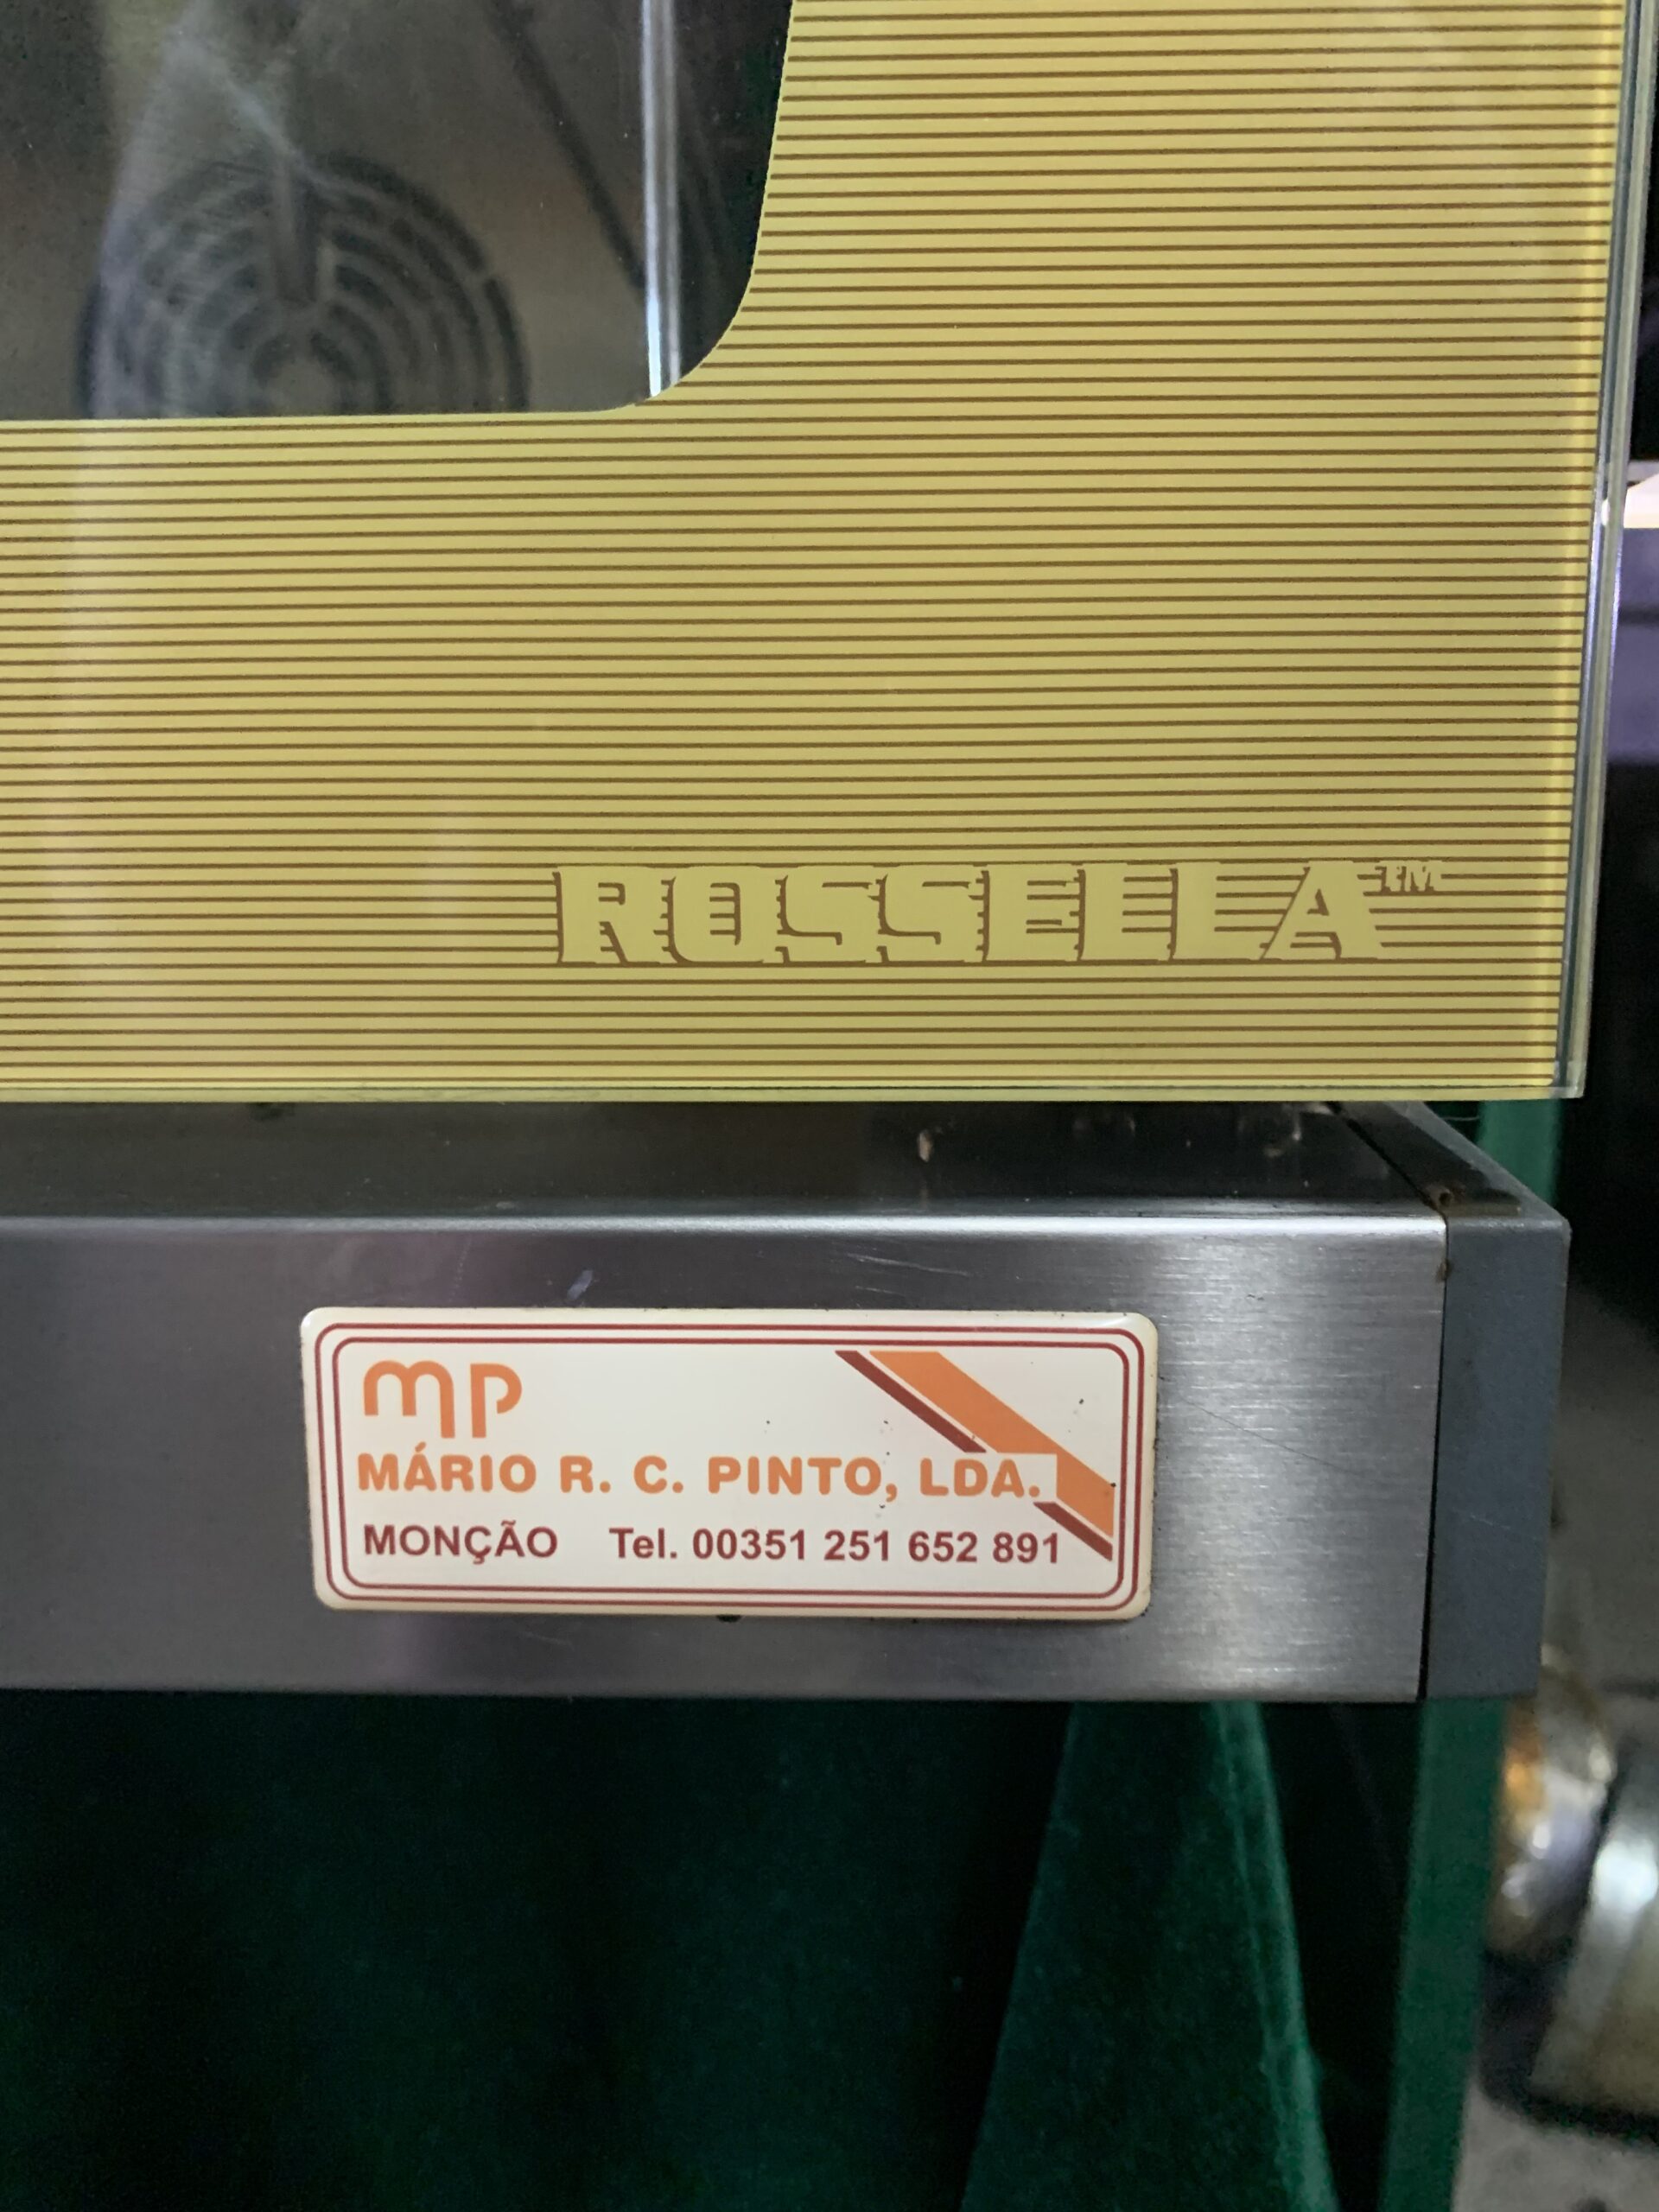 ROSSELLA™
mp
MÁRIO R. C. PINTO, LDA.
MONÇÃO Tel. 00351 251 652 891